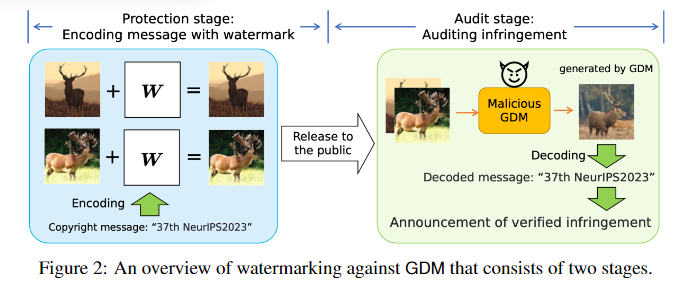 Protection stage:
Encoding message with watermark
Audit stage:
Auditing infringement
+ W =
+ W =
Encoding
Copyright message: “37th NeurIPS2023”
Release to
the public
generated by GDM
Malicious
GDM
Decoding
Decoded message: “37th NeurIPS2023”
Announcement of verified infringement
Figure 2: An overview of watermarking against GDM that consists of two stages.